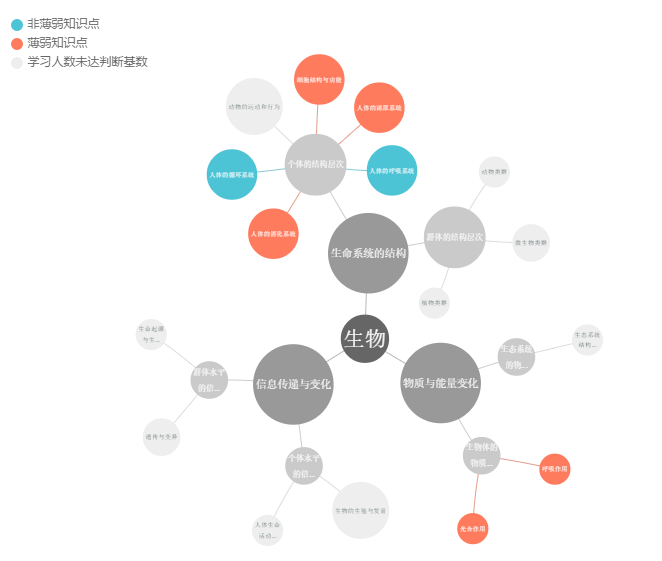 非薄弱知识点
薄弱知识点
学习人数未达判断基数
细胞结构与功能
动物的运动和行为
人体的泌尿系统
个体的结构层次
人体的循环系统
人体的呼吸系统
动物类群
人体的消化系统
群体的结构层次
微生物类群
生命系统的结构
植物类群
生命起源
与生...
生物
生态系统
结构...
生态系统
的物...
群体水平
的信...
信息传递与变化
物质与能量变化
遗传与变异
生物体的
物质...
个体水平
的信...
呼吸作用
生物的生殖与发育
人体生命
活动...
光合作用